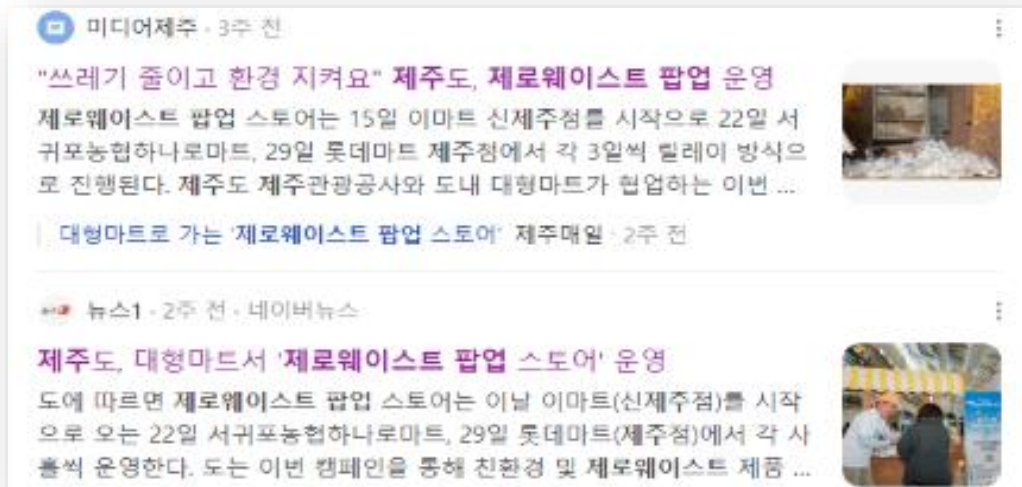 미디어제주 · 3주 전
"쓰레기 줄이고 환경 지켜요" 제주도, 제로웨이스트 팝업 운영
제로웨이스트 팝업 스토어는 15일 이마트 신제주점를 시작으로 22일 서
귀포농협하나로마트, 29일 롯데마트 제주점에서 각 3일씩 릴레이 방식으
로 진행된다. 제주도 제주관광공사와 도내 대형마트가 협업하는 이번 ...
대형마트로 가는 '제로웨이스트 팝업 스토어' 제주매일 · 2주 전
뉴스1 · 2주 전 · 네이버뉴스
제주도, 대형마트서 '제로웨이스트 팝업 스토어' 운영
도에 따르면 제로웨이스트 팝업 스토어는 이날 이마트(신제주점)를 시작
으로 오는 22일 서귀포농협하나로마트, 29일 롯데마트(제주점)에서 각 사
흘씩 운영한다. 도는 이번 캠페인을 통해 친환경 및 제로웨이스트 제품 ...